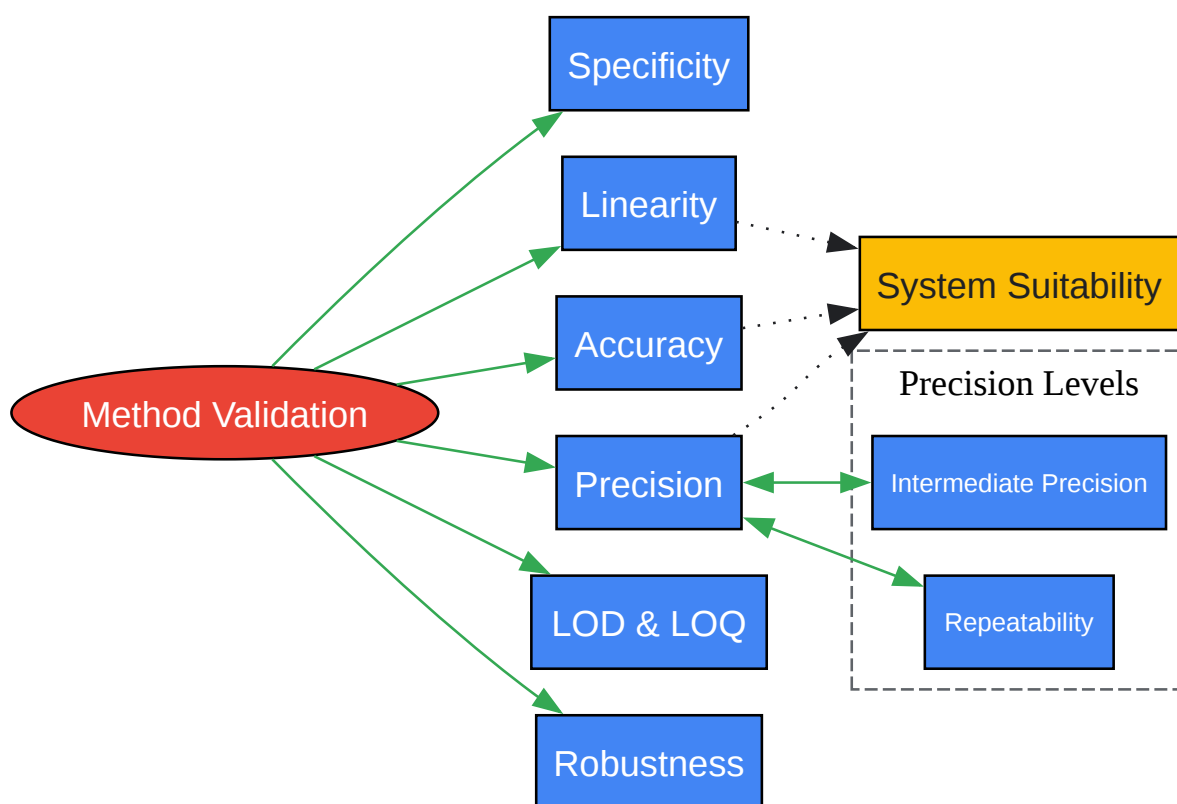 Specificity
Linearity
System Suitability
Accuracy
Precision Levels
Method Validation
Precision
Intermediate Precision
LOD & LOQ
Repeatability
Robustness